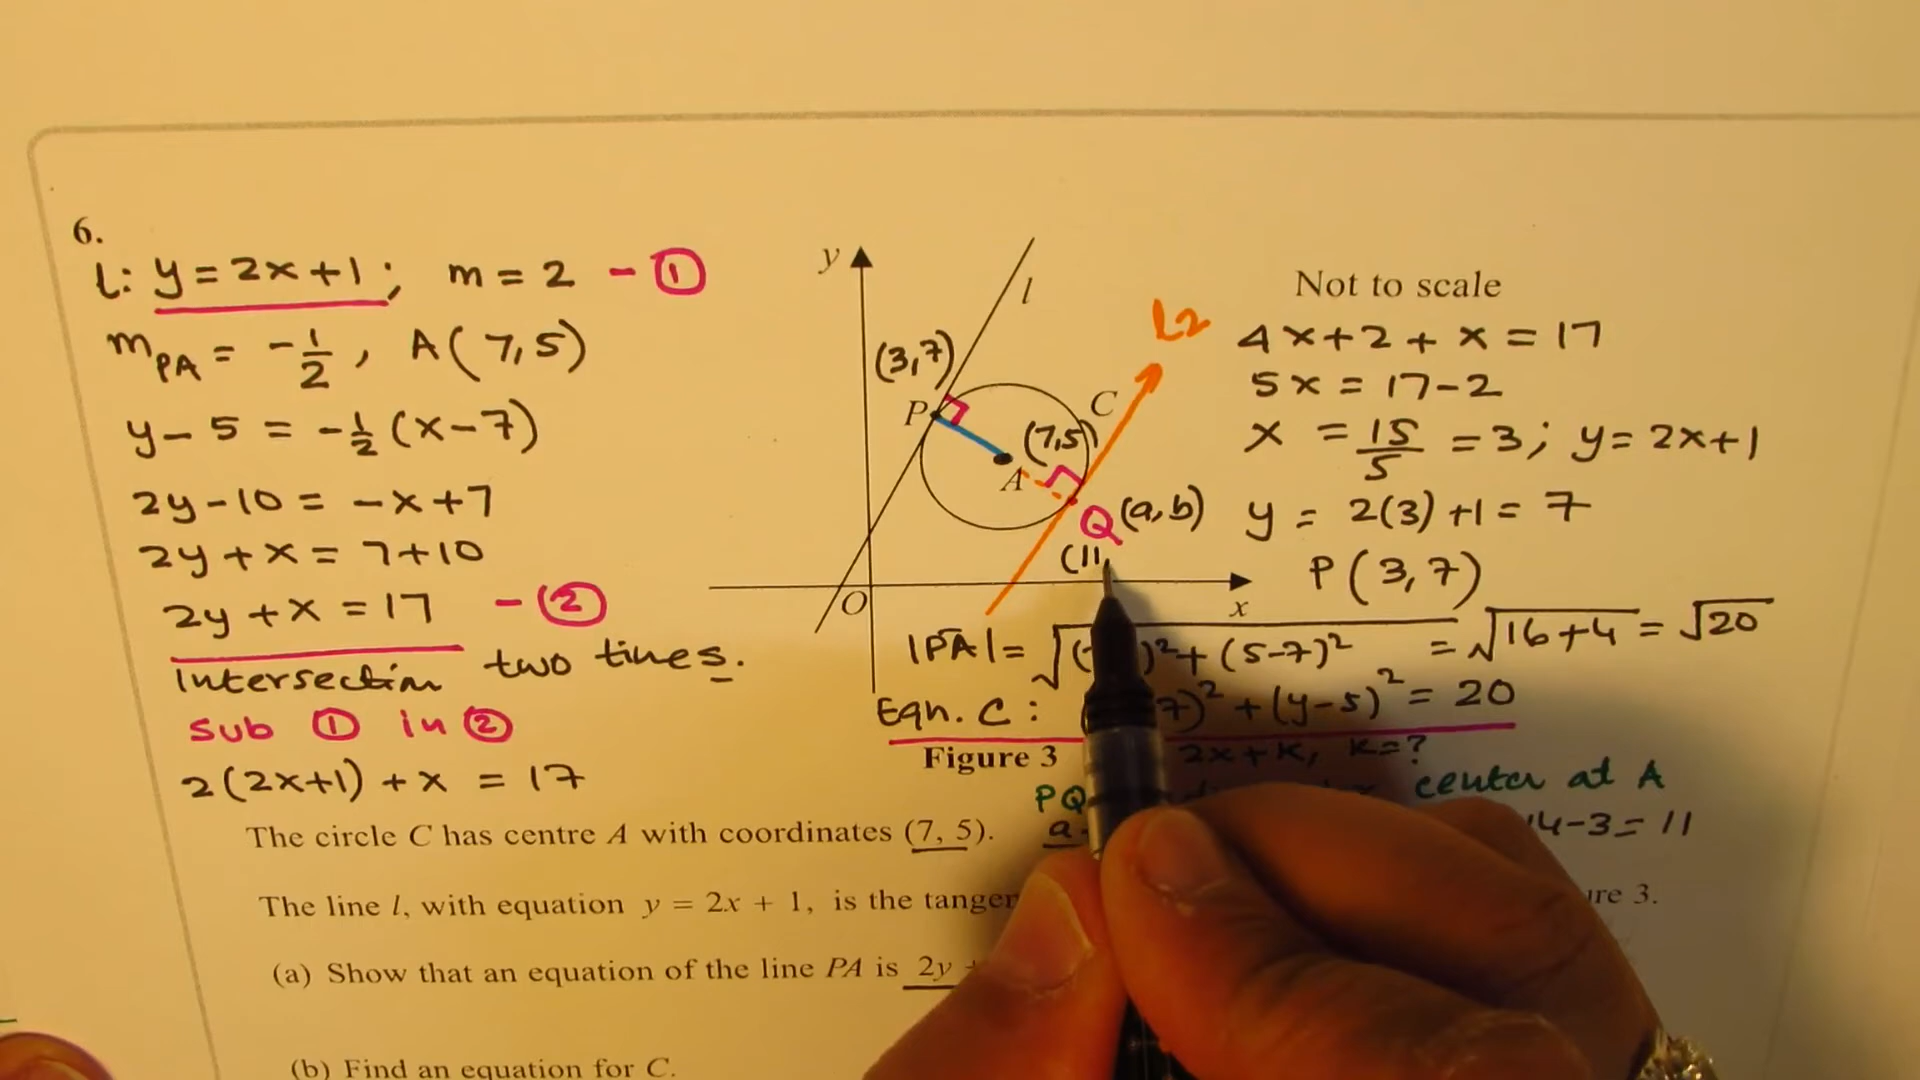 6.
l: y = 2x + 1 ; m = 2 - ①
m PA = -1/2 , A(7,5)
y - 5 = -1/2 (x - 7)
2y - 10 = -x + 7
2y + x = 7 + 10
2y + x = 17 - ②
Intersection two lines.
Sub ① in ②
2(2x+1) + x = 17
y
l
L2
(3,7)
P
C
(7,5)
A
Q (a, b)
(11,
O
x
Not to scale
4x + 2 + x = 17
5x = 17 - 2
x = 15/5 = 3; y = 2x + 1
y = 2(3) + 1 = 7
P(3,7)
|PA| = √( )² + (5-7)² = √16+4 = √20
Eqn. C: 7)² + (y-5)² = 20
Figure 3
2x + k, k = ?
PQ center at A
a 14 - 3 = 11
The circle C has centre A with coordinates (7, 5).
The line l, with equation y = 2x + 1, is the 3.
(a) Show that an equation of the line PA is 2y
(b) Find an equation for C.